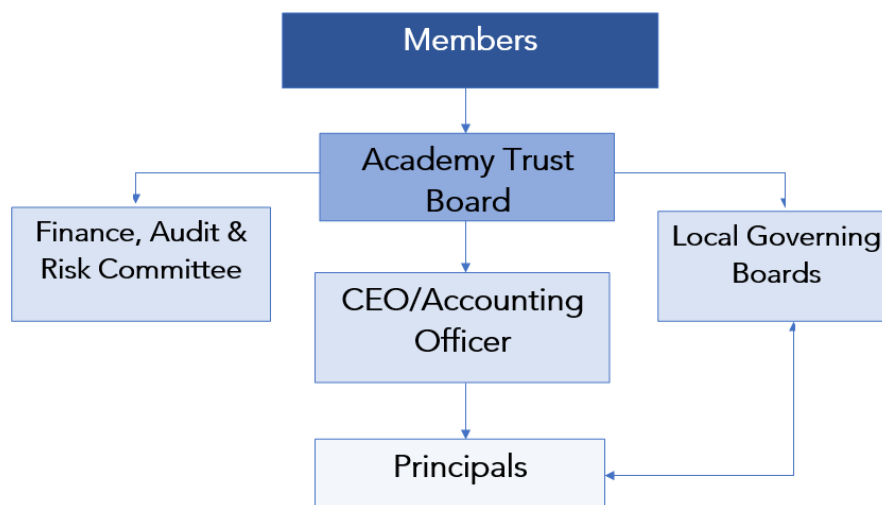 Members
Academy Trust
Board
Finance, Audit &
Risk Committee
CEO/Accounting
Officer
Local Governing
Boards
Principals